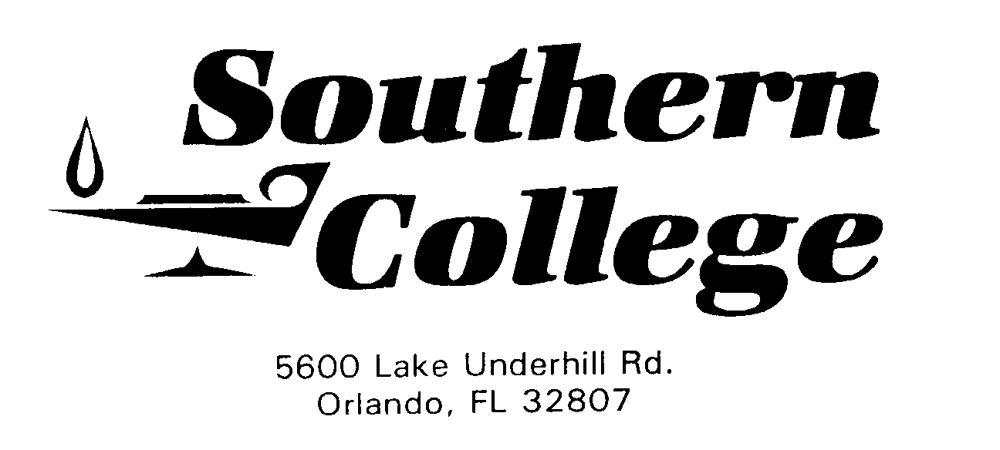 Southern
College
5600 Lake Underhill Rd.
Orlando, FL 32807